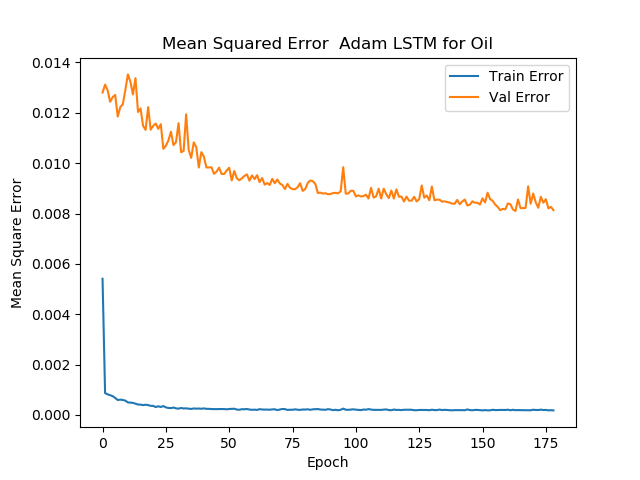 Mean Squared Error  Adam LSTM for Oil
Train Error
Val Error
Mean Square Error
0.014
0.012
0.010
0.008
0.006
0.004
0.002
0.000
0 25 50 75 100 125 150 175
Epoch